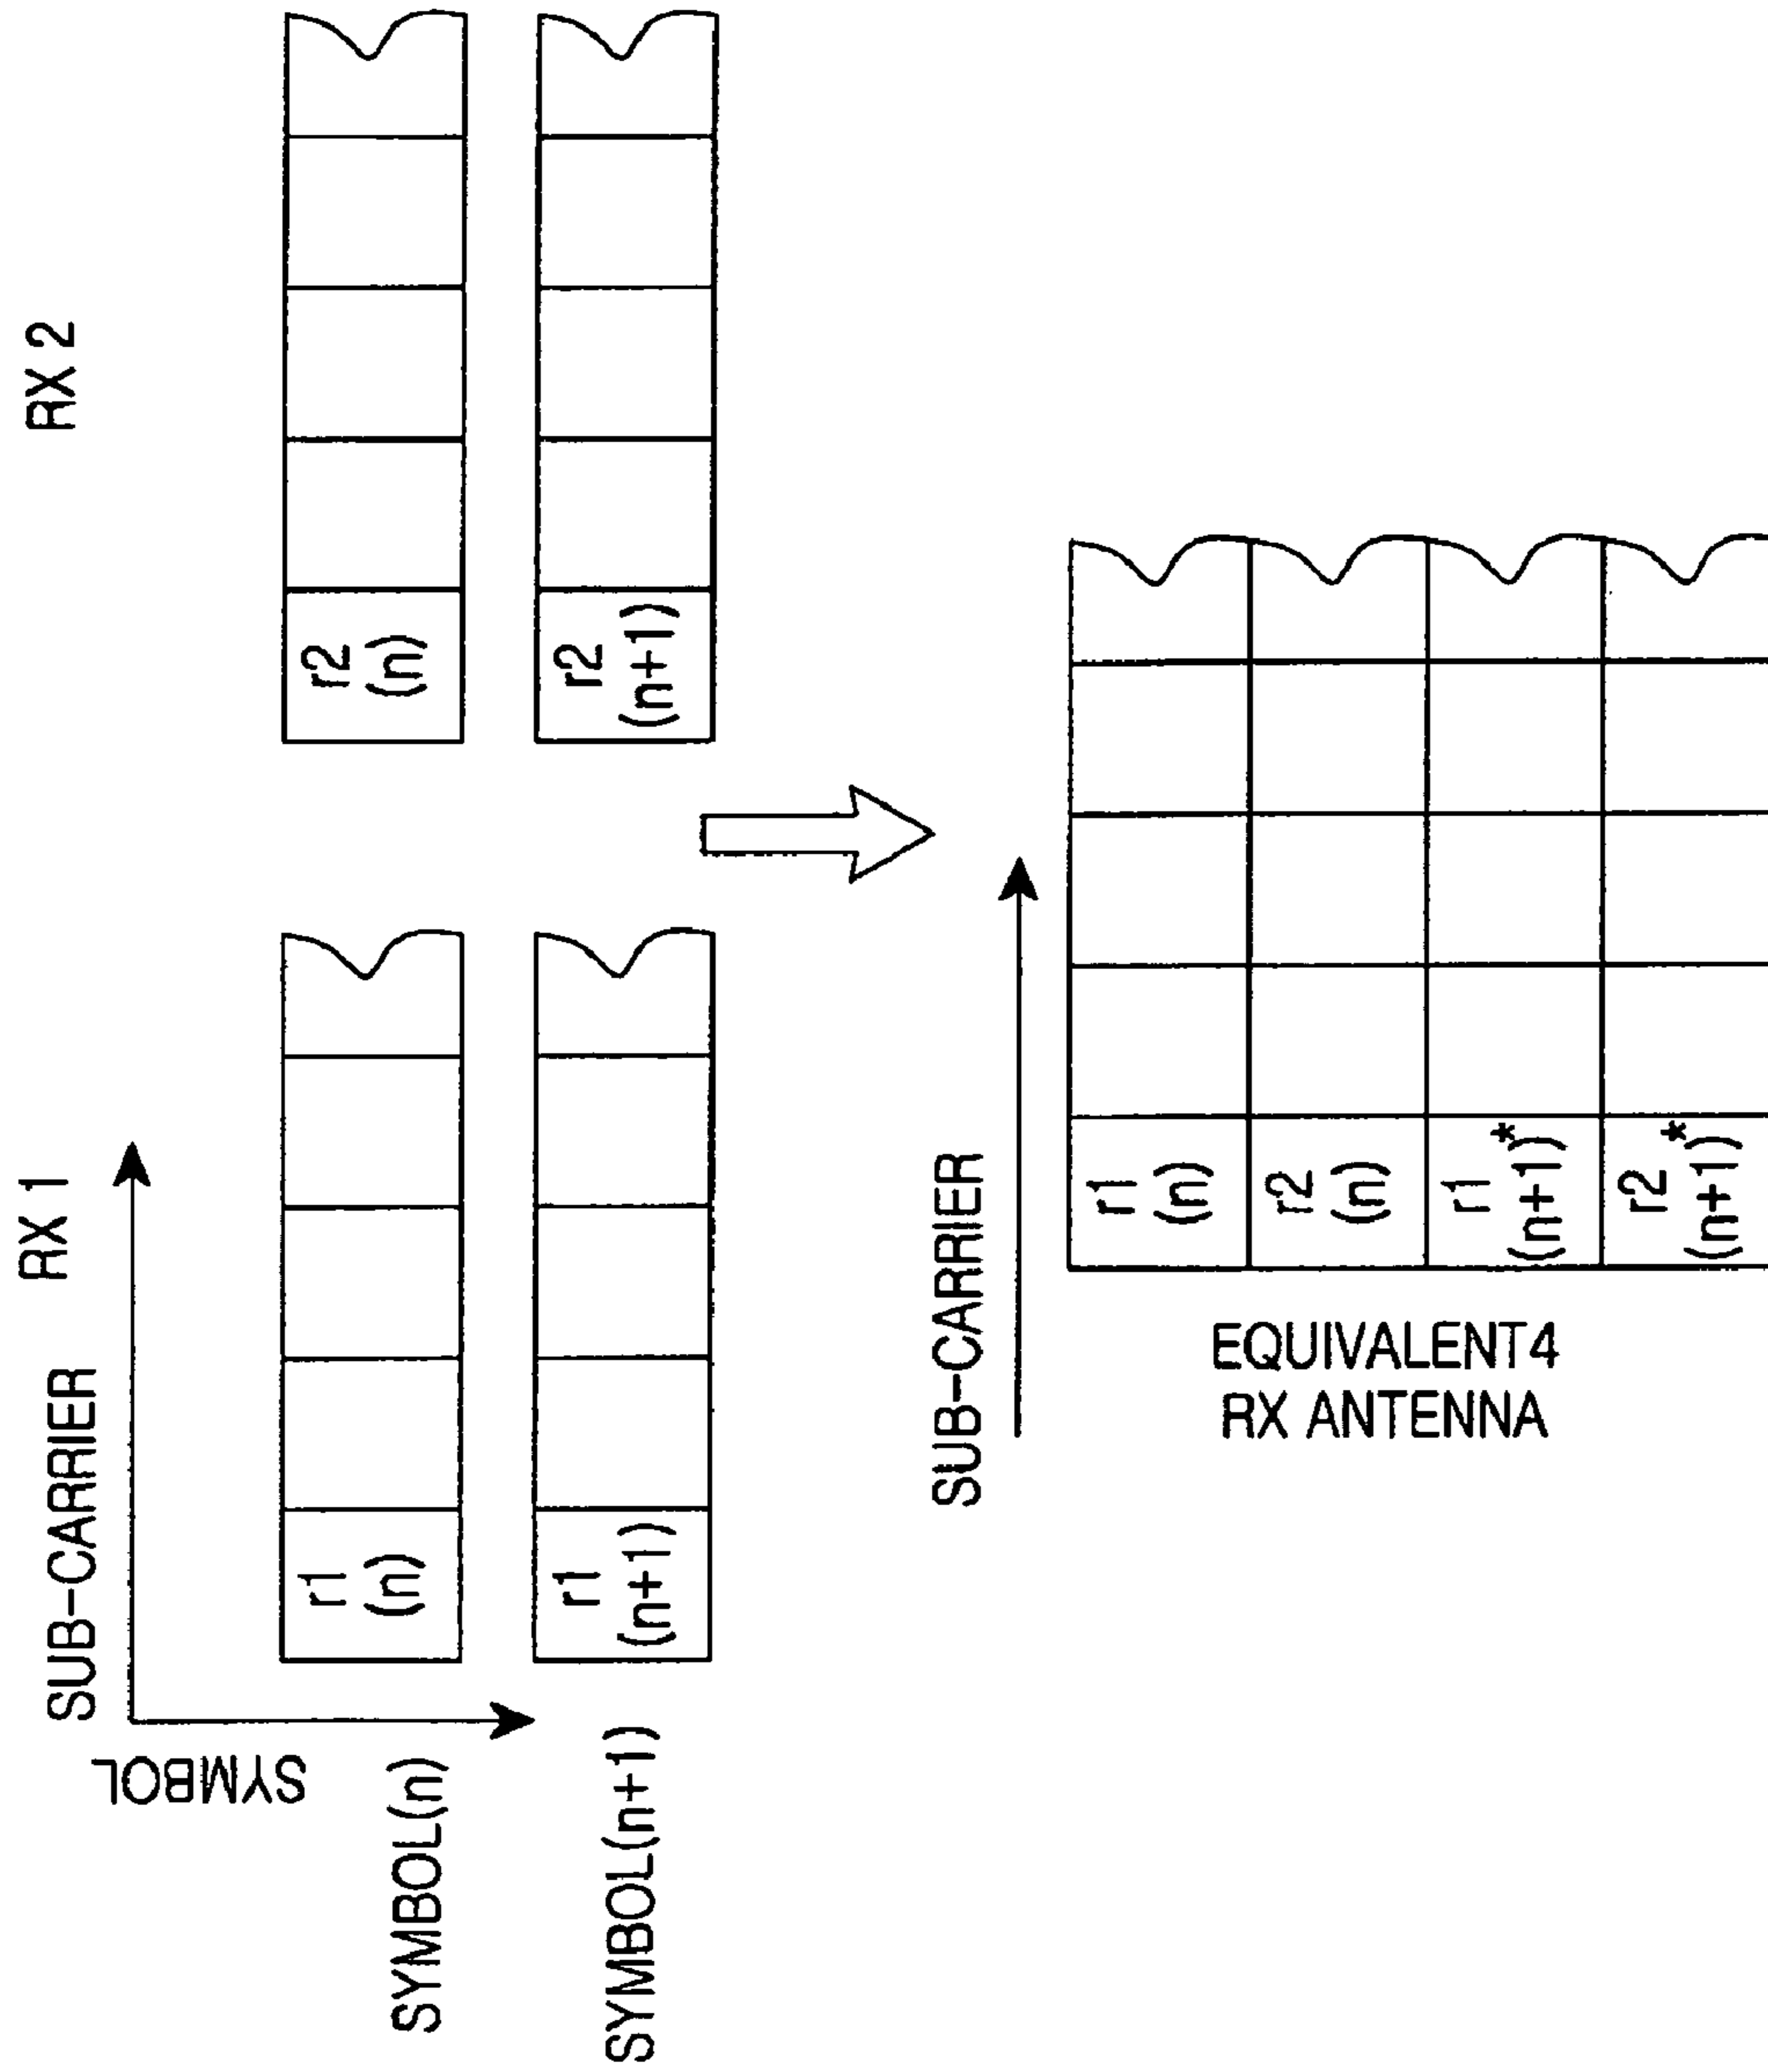 SUB-CARRIER
RX 1
RX 2
SYMBOL
SYMBOL(n)
r1
(n)
r2
(n)
SYMBOL(n+1)
r1
(n+1)
r2
(n+1)
SUB-CARRIER
EQUIVALENT4
RX ANTENNA
r1
(n)
r2
(n)
r1
(n+1)*
r2
(n+1)*